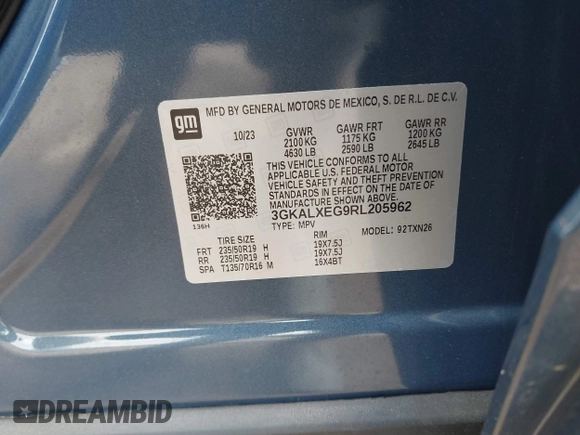 gm
MFD BY GENERAL MOTORS DE MEXICO, S. DE R.L. DE C.V.
10/23 GVWR GAWR FRT GAWR RR
2100 KG 1175 KG 1200 KG
4630 LB 2590 LB 2645 LB
THIS VEHICLE CONFORMS TO ALL
APPLICABLE U.S. FEDERAL MOTOR
VEHICLE SAFETY STANDARDS IN
EFFECT ON THE DATE OF
MANUFACTURE SHOWN ABOVE.
3GKALXEG9RL205962
136H
TYPE: MPV MODEL: 92TXN26
TIRE SIZE RIM
FRT 235/50R19 H 19X7.5J
RR 235/50R19 H 19X7.5J
SPA T135/70R16 M 16X4BT
DREAMBID